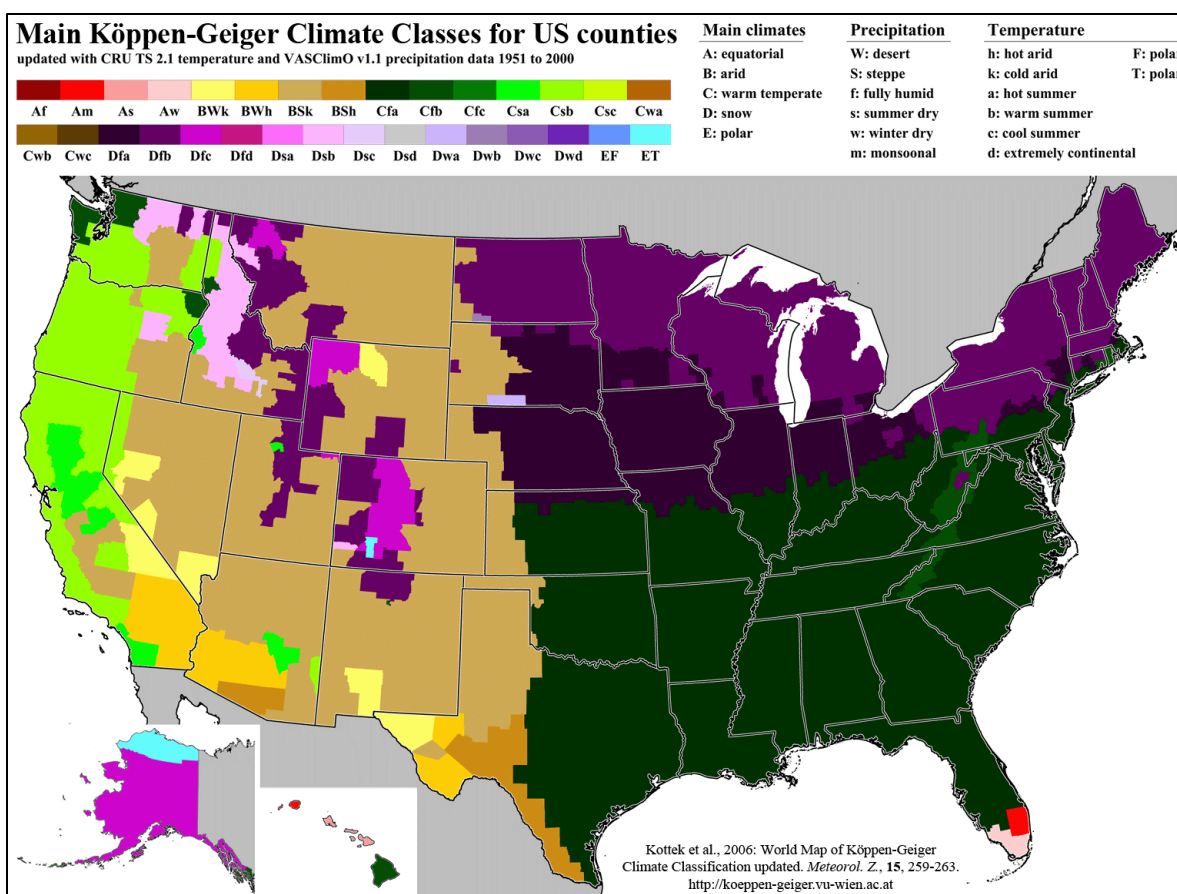 Main Köppen-Geiger Climate Classes for US counties
updated with CRU TS 2.1 temperature and VASClimO v1.1 precipitation data 1951 to 2000
Af Am As Aw BWk BWh BSk BSh Cfa Cfb Cfc Csa Csb Csc Cwa
Cwb Cwc Dfa Dfb Dfc Dfd Dsa Dsb Dsc Dsd Dwa Dwb Dwc Dwd EF ET
Main climates
A: equatorial
B: arid
C: warm temperate
D: snow
E: polar
Precipitation
W: desert
S: steppe
f: fully humid
s: summer dry
w: winter dry
m: monsoonal
Temperature
h: hot arid
k: cold arid
a: hot summer
b: warm summer
c: cool summer
d: extremely continental
F: polar
T: polar
Kottek et al., 2006: World Map of Köppen-Geiger
Climate Classification updated. Meteorol. Z., 15, 259-263.
http://koeppen-geiger.vu-wien.ac.at